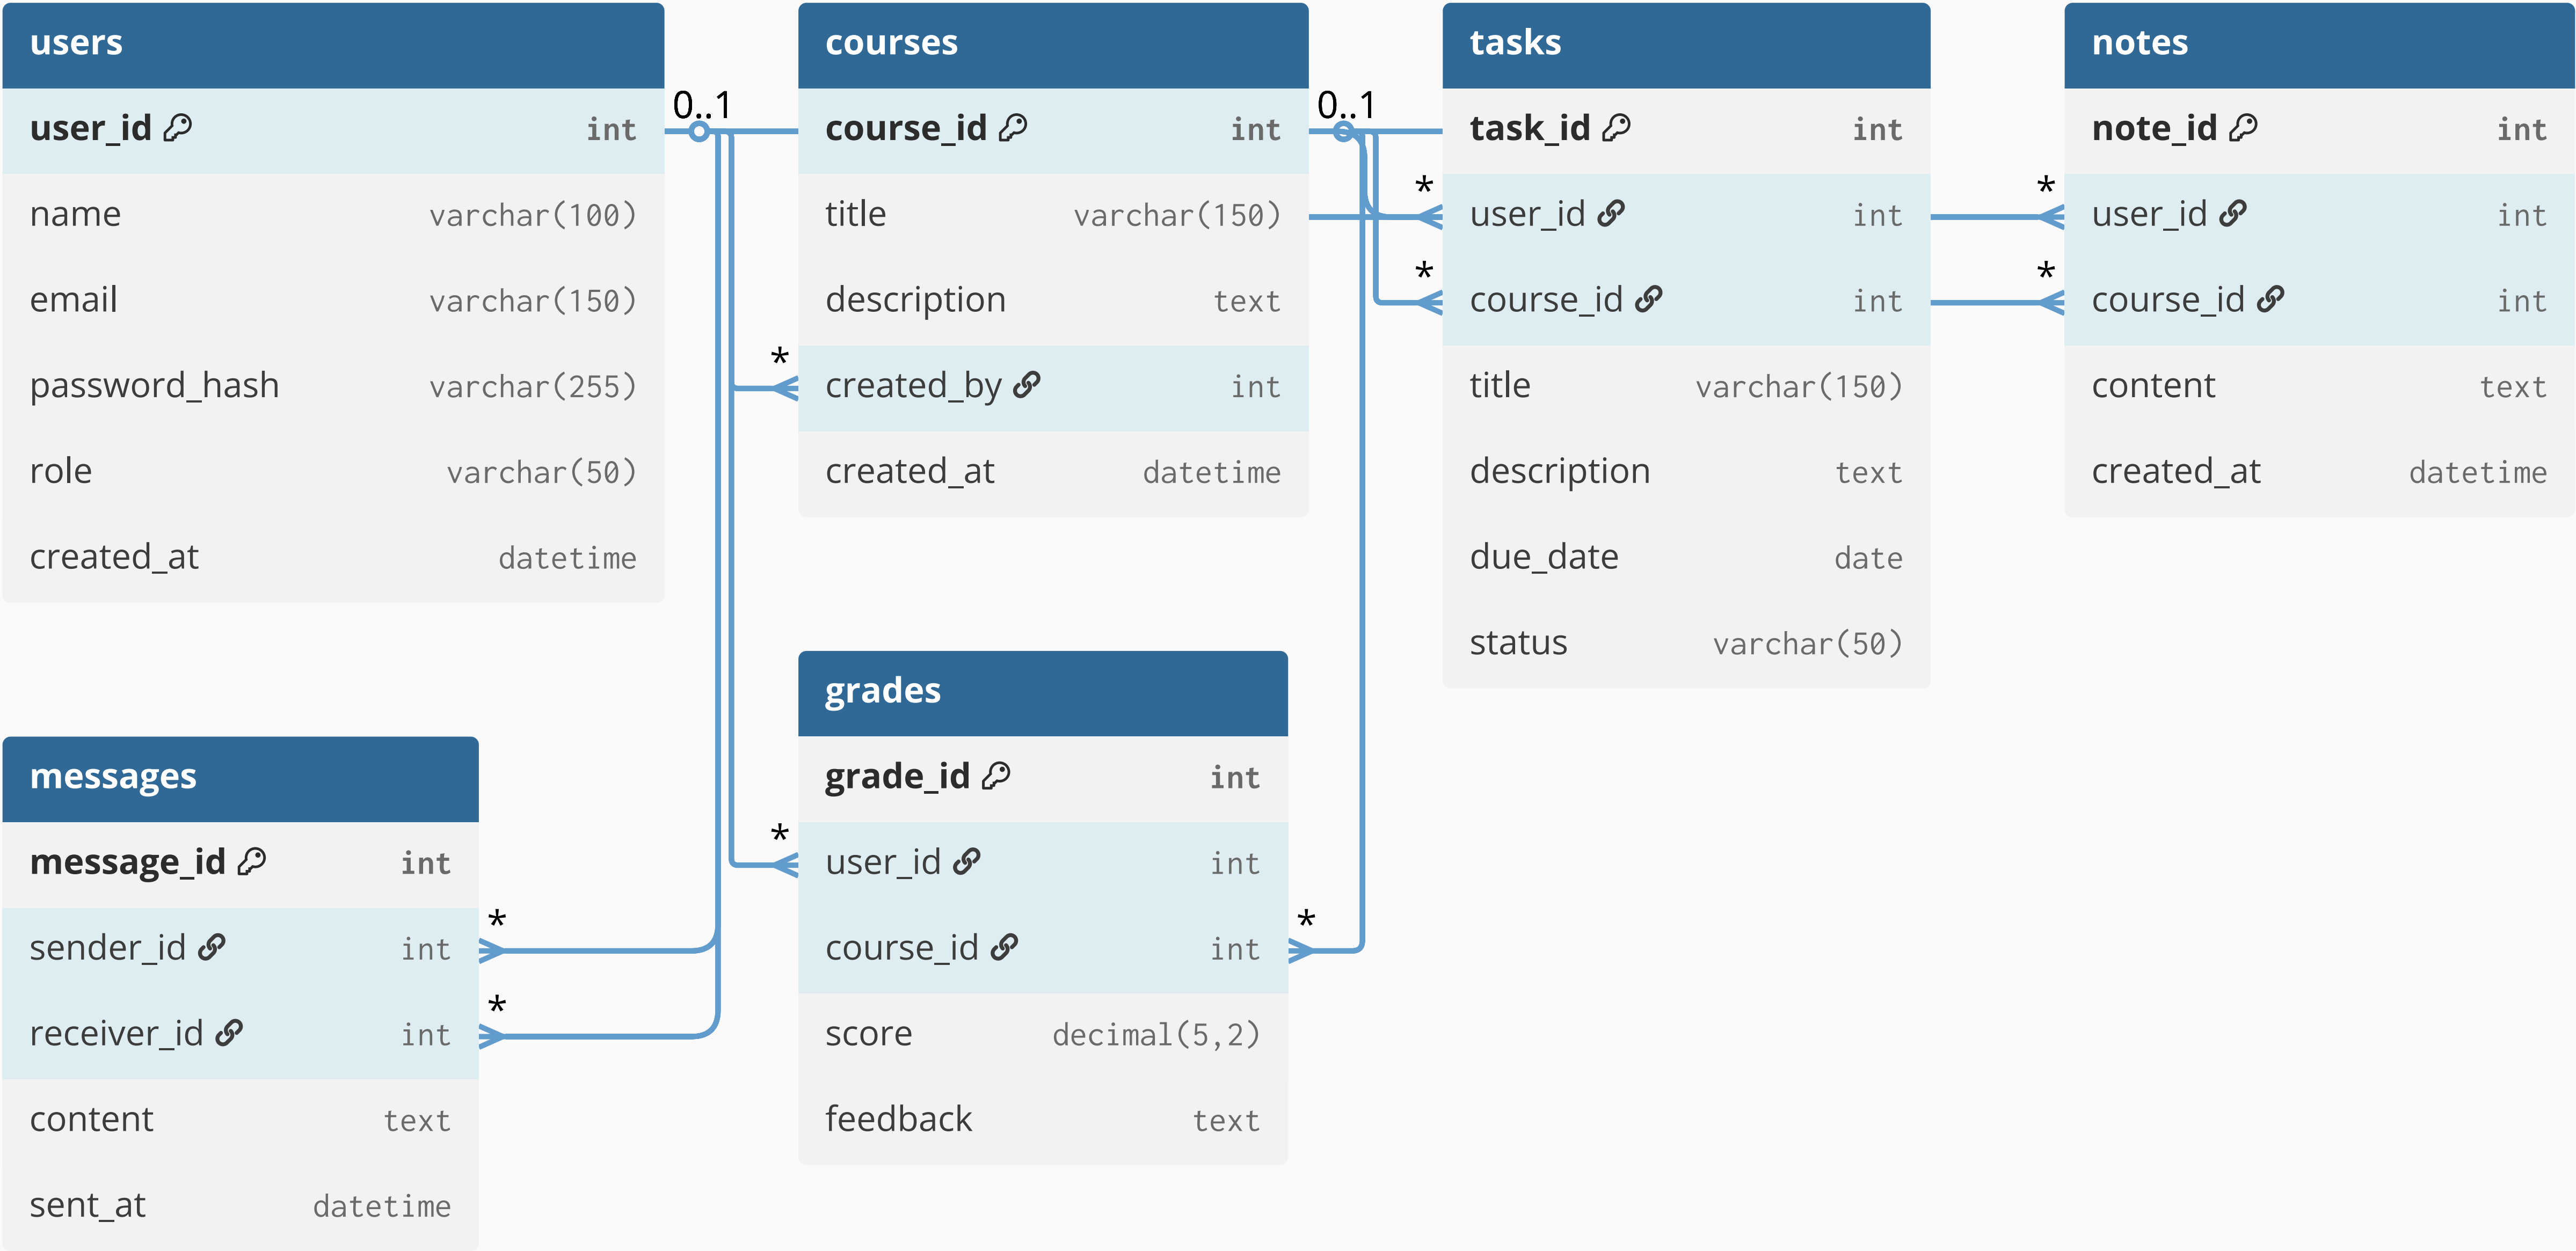 users
user_id int
name varchar(100)
email varchar(150)
password_hash varchar(255)
role varchar(50)
created_at datetime
0..1
courses
course_id int
title varchar(150)
description text
* created_by int
created_at datetime
0..1
tasks
task_id int
* user_id int
* course_id int
title varchar(150)
description text
due_date date
status varchar(50)
notes
note_id int
* user_id int
* course_id int
content text
created_at datetime
messages
message_id int
sender_id int *
receiver_id int *
content text
sent_at datetime
grades
grade_id int
* user_id int
course_id int *
score decimal(5,2)
feedback text